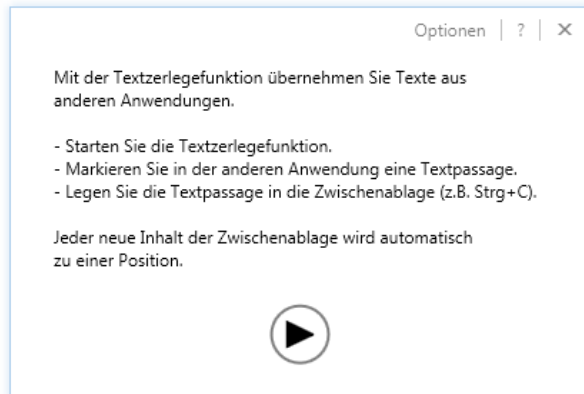 Optionen | ? | ×
Mit der Textzerlegefunktion übernehmen Sie Texte aus
anderen Anwendungen.
- Starten Sie die Textzerlegefunktion.
- Markieren Sie in der anderen Anwendung eine Textpassage.
- Legen Sie die Textpassage in die Zwischenablage (z.B. Strg+C).
Jeder neue Inhalt der Zwischenablage wird automatisch
zu einer Position.